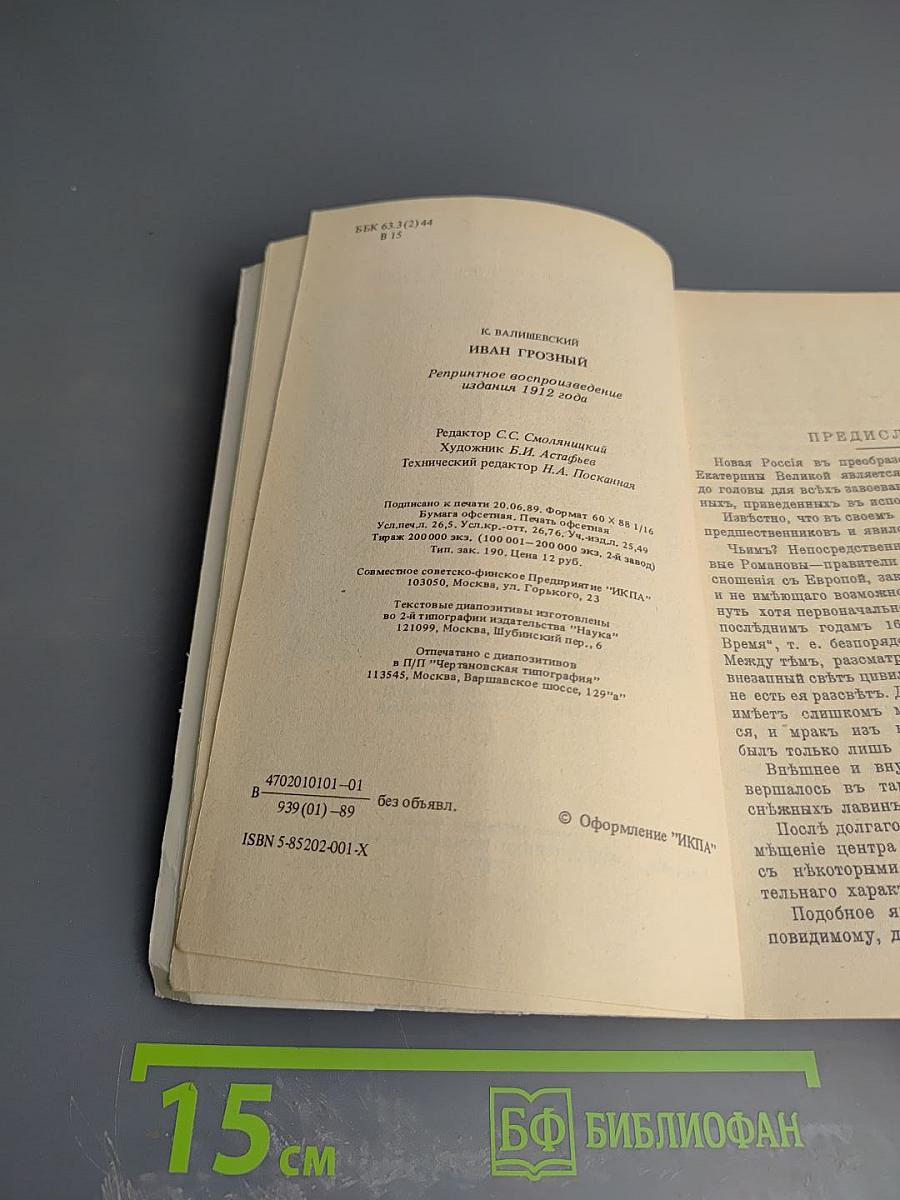 ББК 63.3(2)44
В 15
К. ВАЛИШЕВСКИЙ
ИВАН ГРОЗНЫЙ
Репринтное воспроизведение
издания 1912 года
Редактор С.С. Смоляницкий
Художник Б.И. Астафьев
Технический редактор Н.А. Посканная
Подписано к печати 20.06.89. Формат 60 X 88 1/16
Бумага офсетная. Печать офсетная
Усл.печ.л. 26,5. Усл.кр.-отт. 26,76. Уч.-изд.л. 25,49
Тираж 200000 экз. (100 001—200 000 экз. 2-й завод)
Тип. зак. 190. Цена 12 руб.
Совместное советско-финское Предприятие "ИКПА"
103050, Москва, ул. Горького, 23
Текстовые диапозитивы изготовлены
во 2-й типографии издательства "Наука"
121099, Москва, Шубинский пер., 6
Отпечатано с диапозитивов
в П/П "Чертановская типография"
113545, Москва, Варшавское шоссе, 129"а"
В 4702010101—01
939(01)—89 без объявл.
ISBN 5-85202-001-X
© Оформление "ИКПА"
ПРЕДИСЛ
Новая Россія въ преобразо
Екатерины Великой является
до головы для всѣхъ завоеван
ныхъ, приведенныхъ въ испо
Извѣстно, что въ своемъ
предшественниковъ и явило
Чьимъ? Непосредственн
вые Романовы—правители
сношенія съ Европой, зак
и не имѣющаго возможно
нуть хотя первоначальн
послѣднимъ годамъ 16
Время", т. е. безпоряд
Между тѣмъ, разсматр
внезапный свѣтъ цивил
не есть ея разсвѣтъ. Д
имѣетъ слишкомъ м
ся, и мракъ изъ к
былъ только лишь
Внѣшнее и вну
вершалось въ та
снѣжныхъ лавинъ
Послѣ долгаго
мѣщеніе центра
съ нѣкоторыми
тельнаго характ
Подобное я
повидимому, д
15 см
БФ БИБЛИОФАН